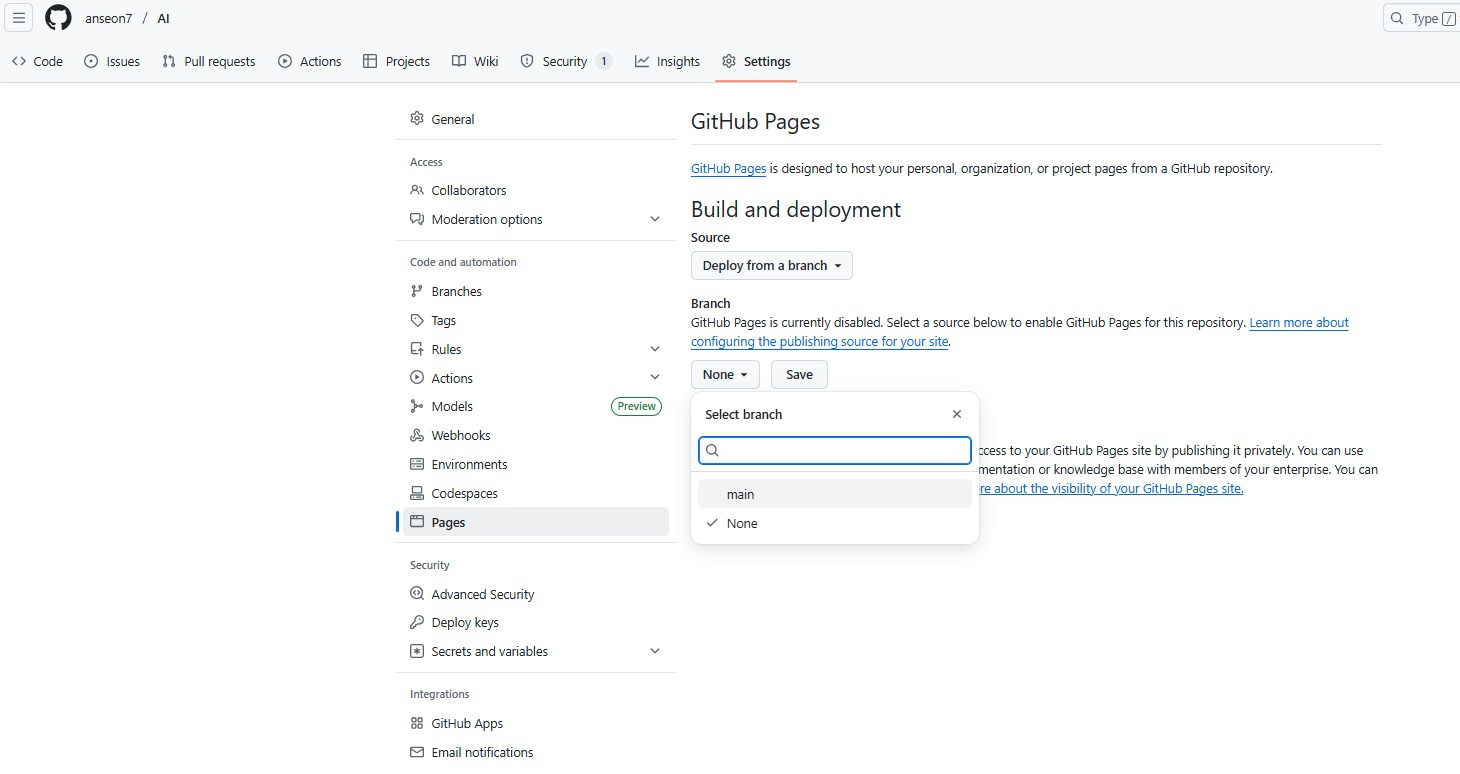 anseon7 / AI
Type /
Code Issues Pull requests Actions Projects Wiki Security 1 Insights Settings
General
Access
Collaborators
Moderation options
Code and automation
Branches
Tags
Rules
Actions
Models Preview
Webhooks
Environments
Codespaces
Pages
Security
Advanced Security
Deploy keys
Secrets and variables
Integrations
GitHub Apps
Email notifications
GitHub Pages
GitHub Pages is designed to host your personal, organization, or project pages from a GitHub repository.
Build and deployment
Source
Deploy from a branch
Branch
GitHub Pages is currently disabled. Select a source below to enable GitHub Pages for this repository. Learn more about
configuring the publishing source for your site.
None Save
Select branch
main
None
ccess to your GitHub Pages site by publishing it privately. You can use
mentation or knowledge base with members of your enterprise. You can
re about the visibility of your GitHub Pages site.